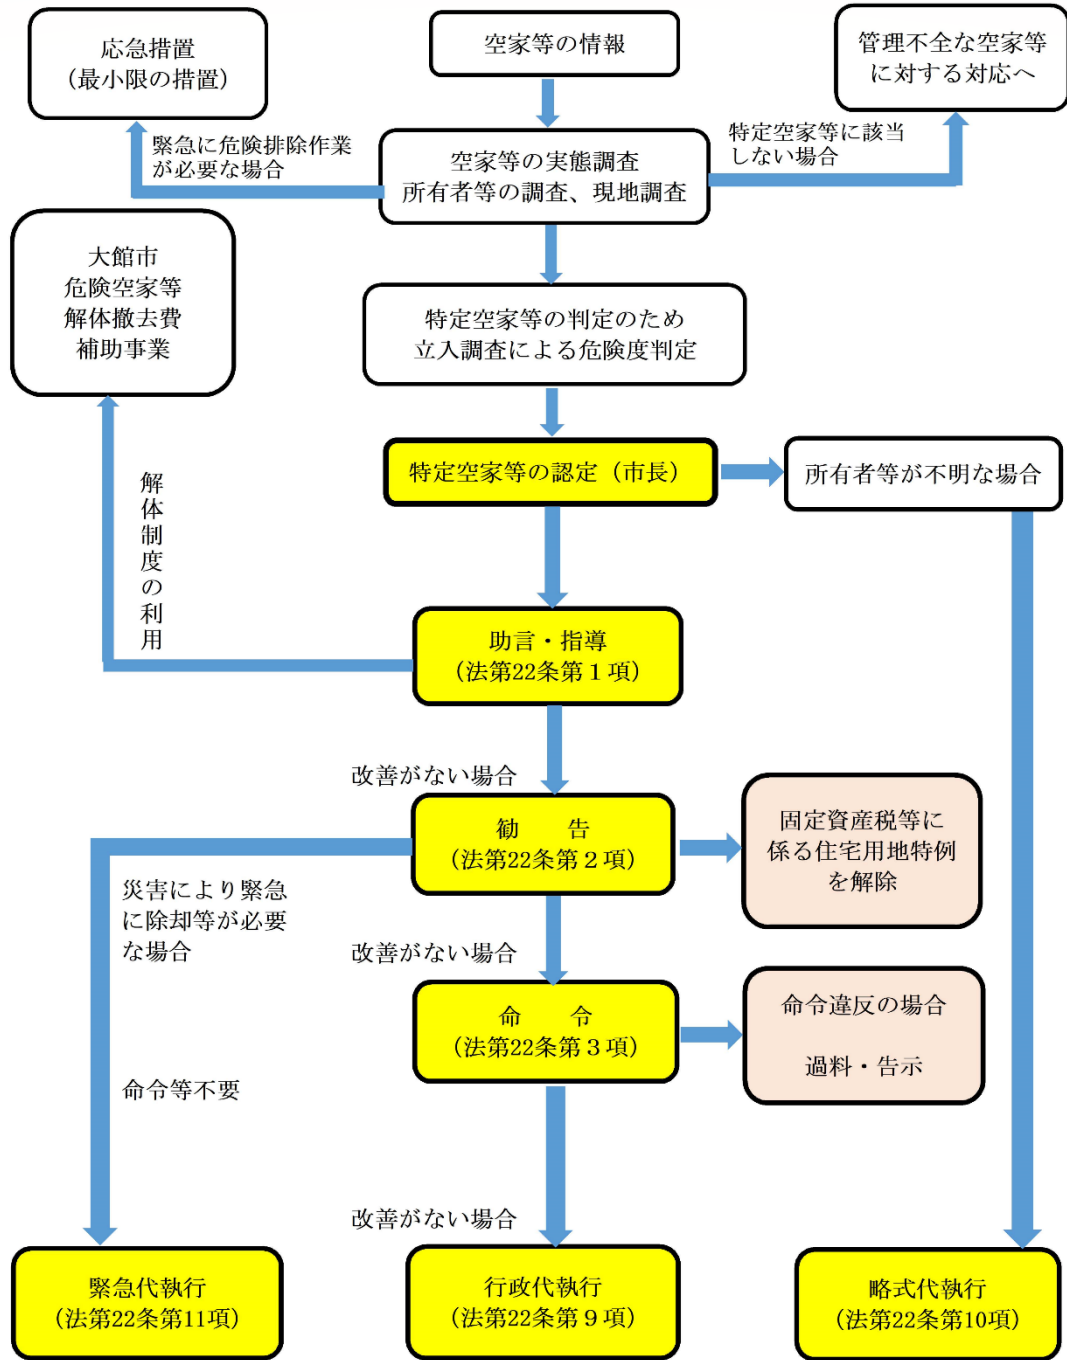 応急措置
（最小限の措置）
空家等の情報
管理不全な空家等
に対する対応へ
緊急に危険排除作業
が必要な場合
空家等の実態調査
所有者等の調査、現地調査
特定空家等に該当
しない場合
大館市
危険空家等
解体撤去費
補助事業
特定空家等の判定のため
立入調査による危険度判定
特定空家等の認定（市長）
所有者等が不明な場合
解体制度の利用
助言・指導
（法第22条第１項）
改善がない場合
勧　　告
（法第22条第２項）
固定資産税等に
係る住宅用地特例
を解除
災害により緊急
に除却等が必要
な場合
改善がない場合
命　　令
（法第22条第３項）
命令違反の場合
過料・告示
命令等不要
改善がない場合
緊急代執行
（法第22条第11項）
行政代執行
（法第22条第９項）
略式代執行
（法第22条第10項）